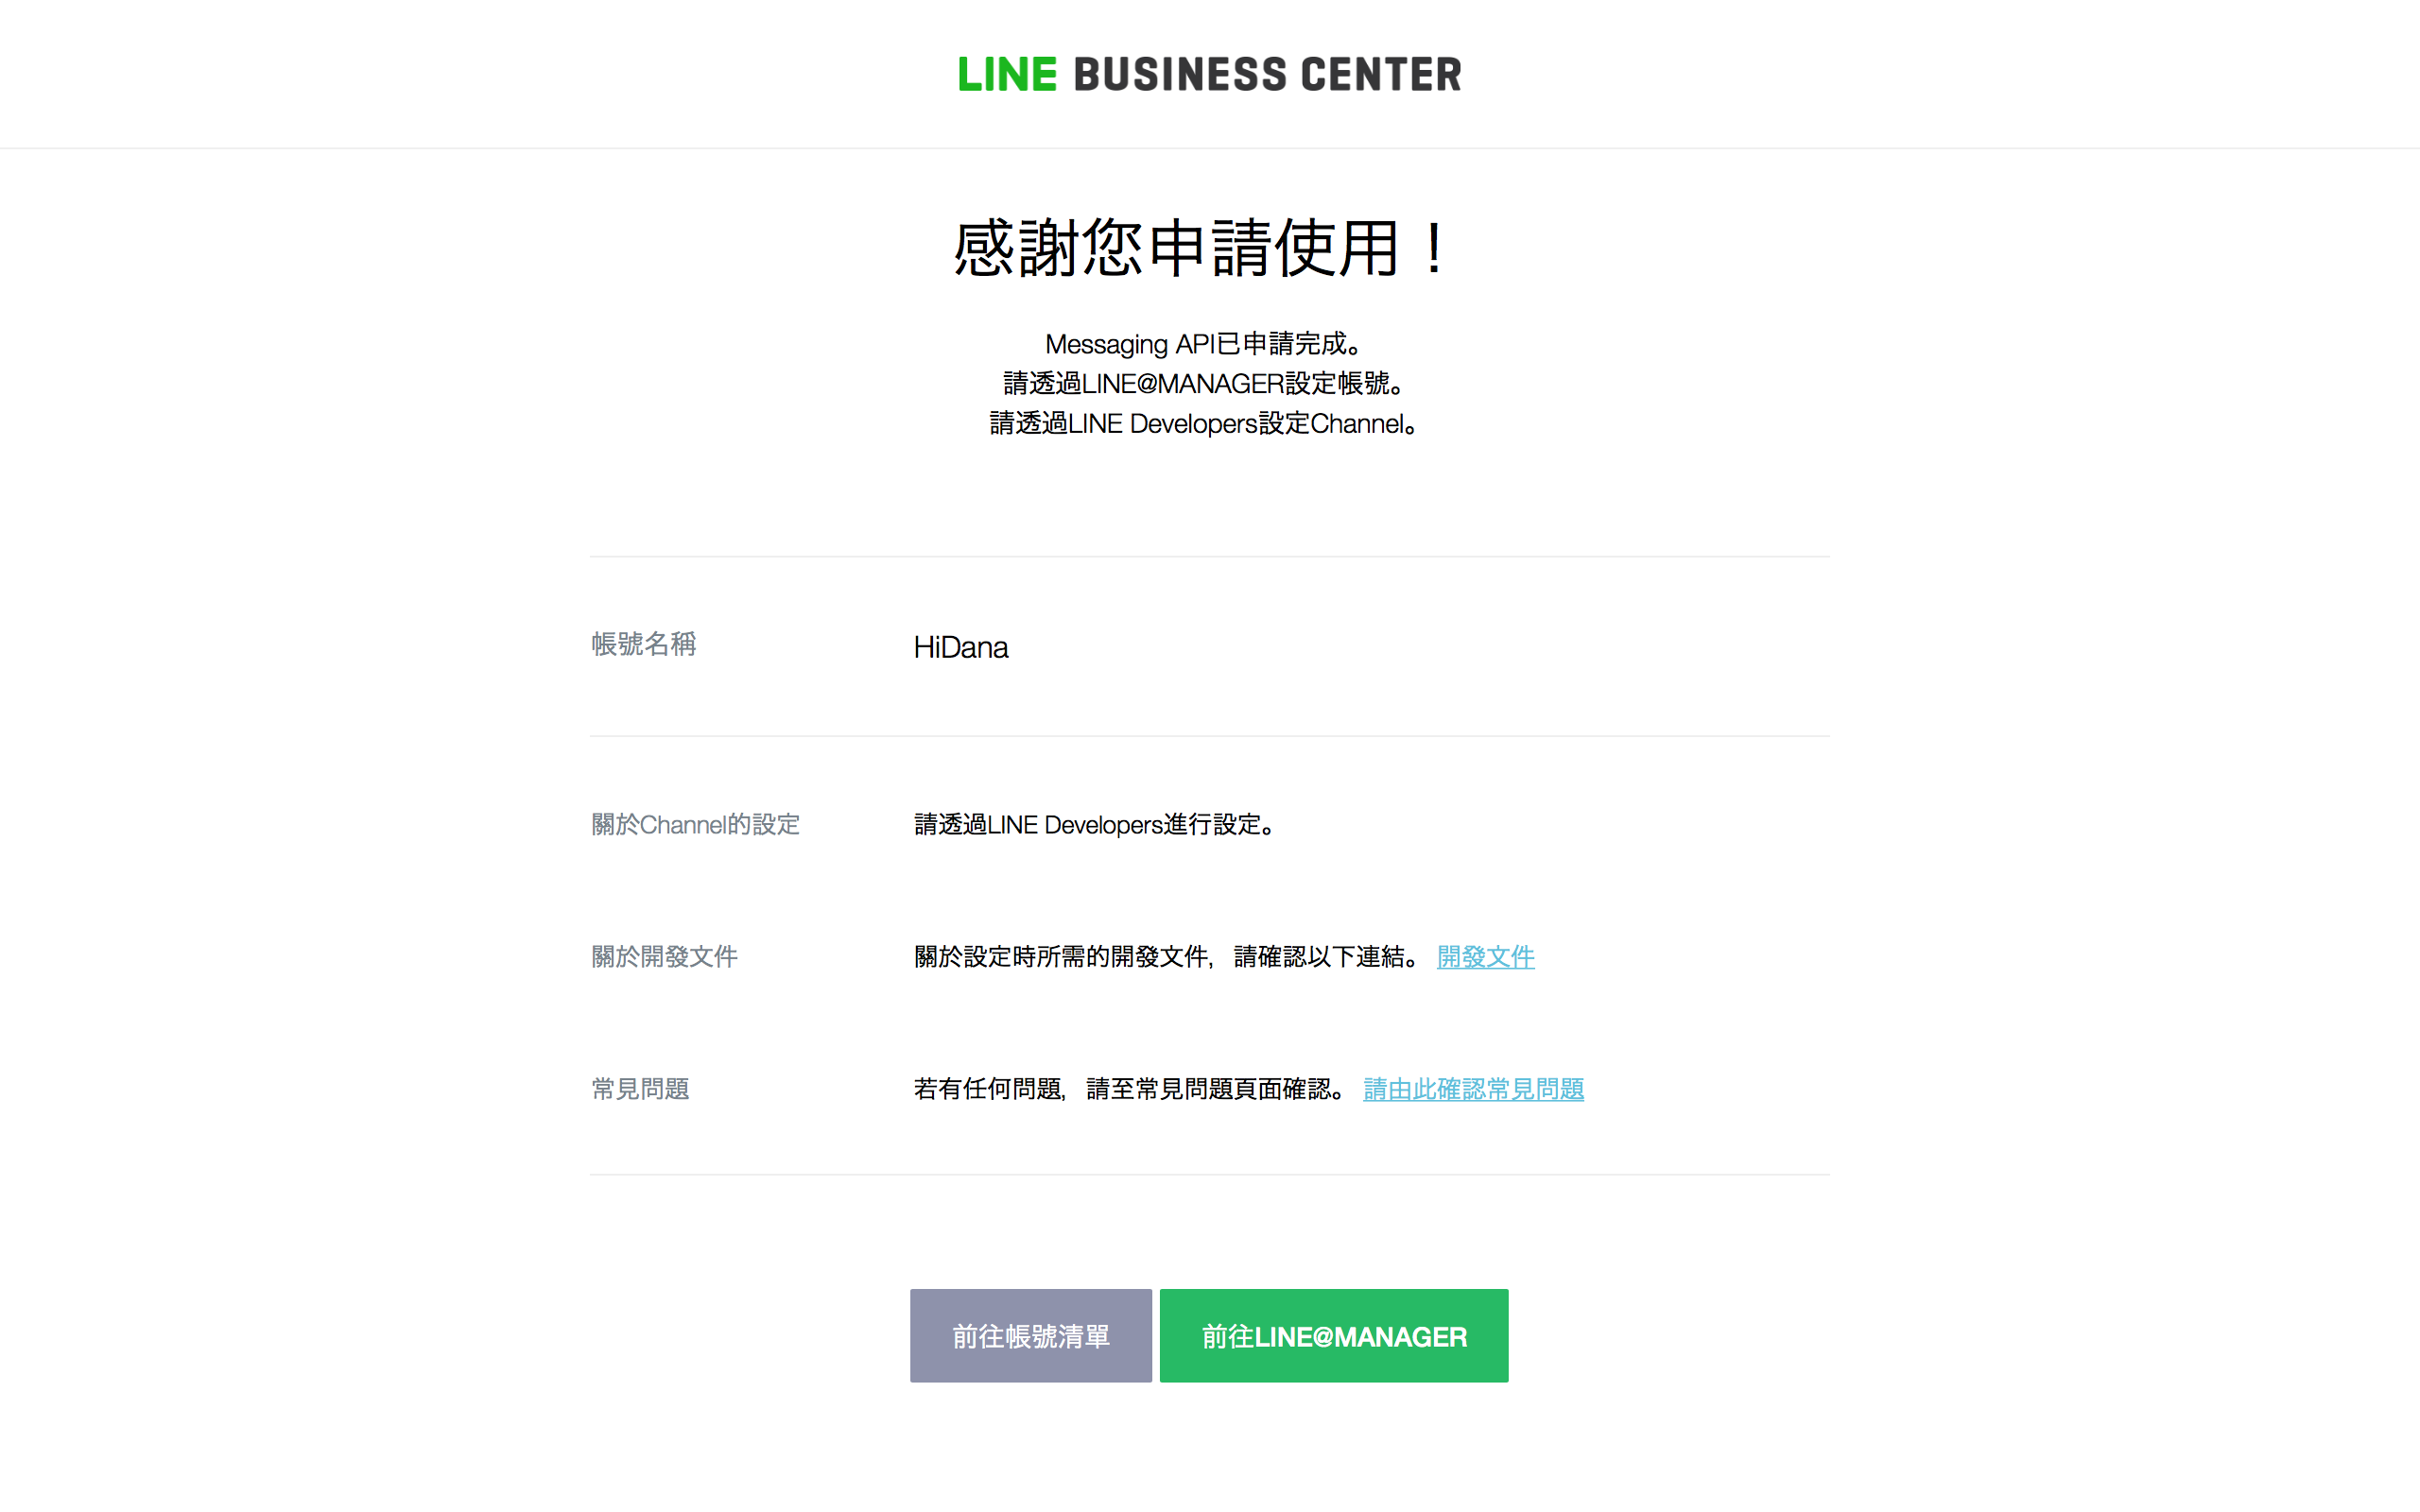 LINE BUSINESS CENTER
感謝您申請使用！
Messaging API已申請完成。
請透過LINE@MANAGER設定帳號。
請透過LINE Developers設定Channel。
帳號名稱 HiDana
關於Channel的設定 請透過LINE Developers進行設定。
關於開發文件 關於設定時所需的開發文件，請確認以下連結。 開發文件
常見問題 若有任何問題，請至常見問題頁面確認。 請由此確認常見問題
前往帳號清單 前往LINE@MANAGER